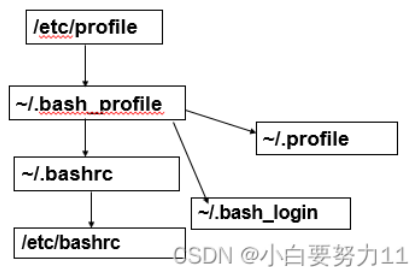 /etc/profile
~/.bash_profile
~/.profile
~/.bashrc
~/.bash_login
/etc/bashrc
CSDN @小白要努力11